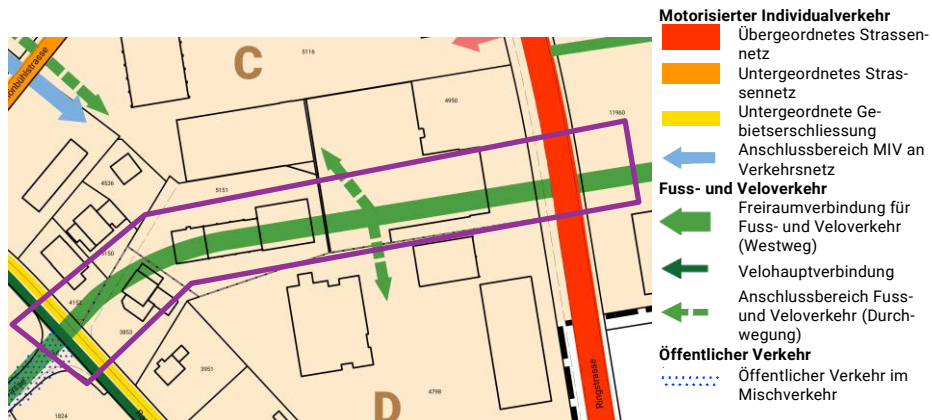 Motorisierter Individualverkehr
Übergeordnetes Strassen-
netz
Untergeordnetes Stras-
sennetz
Untergeordnete Ge-
bietserschliessung
Anschlussbereich MIV an
Verkehrsnetz
Fuss- und Veloverkehr
Freiraumverbindung für
Fuss- und Veloverkehr
(Westweg)
Velohauptverbindung
Anschlussbereich Fuss-
und Veloverkehr (Durch-
wegung)
Öffentlicher Verkehr
Öffentlicher Verkehr im
Mischverkehr
C
5116
4950
11960
4536
5151
4152
3853
3951
4798
1824
D
Ringstrasse